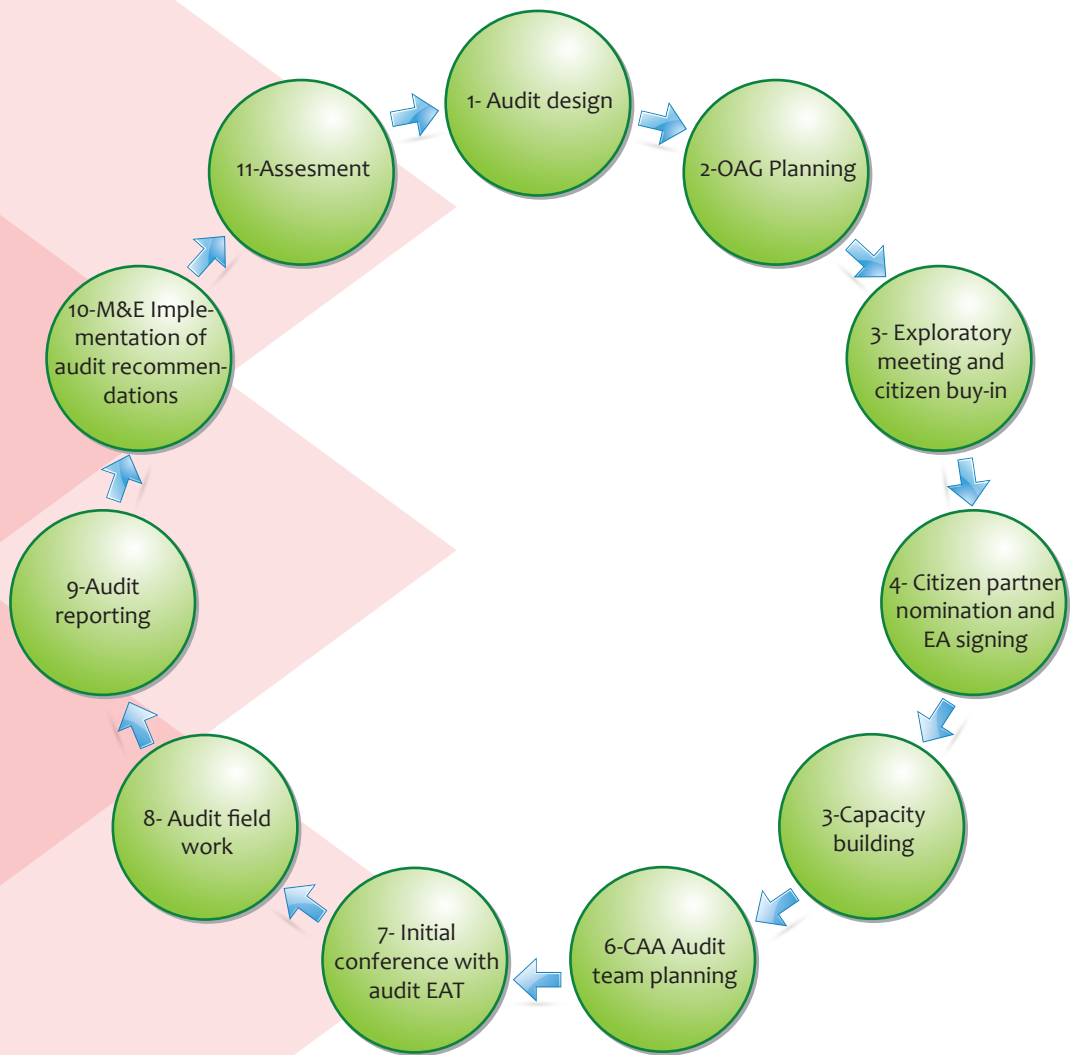 1- Audit design
2-OAG Planning
3- Exploratory
meeting and
citizen buy-in
4- Citizen partner
nomination and
EA signing
3-Capacity
building
6-CAA Audit
team planning
7- Initial
conference with
audit EAT
8- Audit field
work
9-Audit
reporting
10-M&E Imple-
mentation of
audit recommen-
dations
11-Assesment